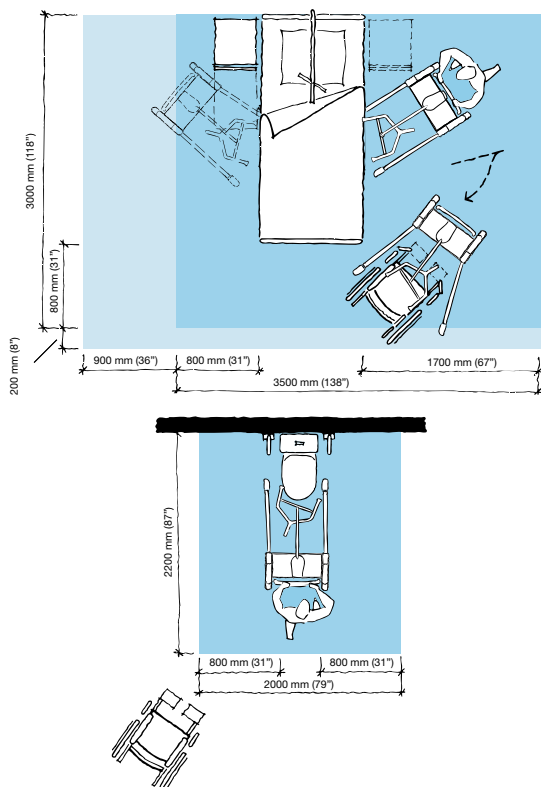 3000 mm (118")
800 mm (31")
200 mm (8")
900 mm (36")
800 mm (31")
1700 mm (67")
3500 mm (138")
2200 mm (87")
800 mm (31")
800 mm (31")
2000 mm (79")